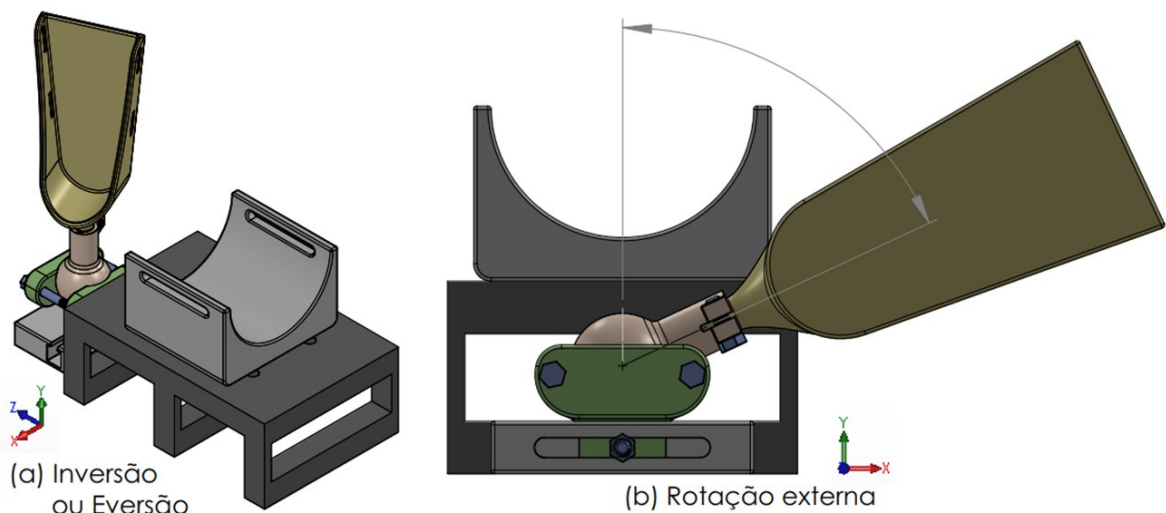 Y
Z
X
(a) Inversão
ou Eversão
Y
X
(b) Rotação externa